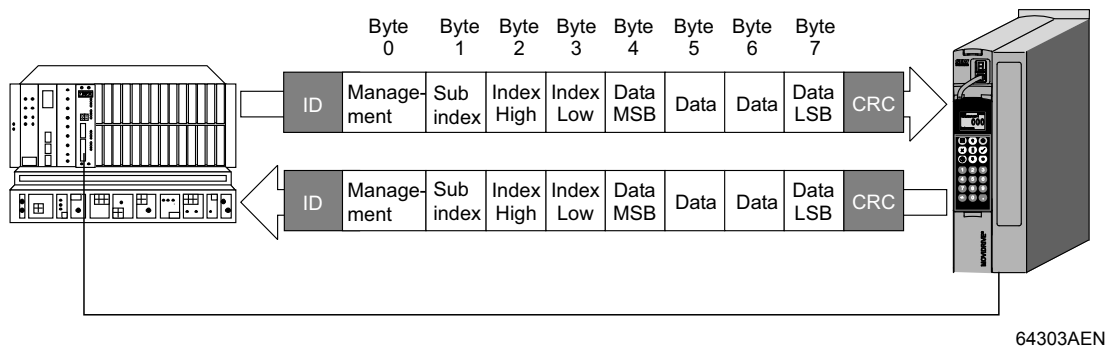 Byte Byte Byte Byte Byte Byte Byte Byte
0 1 2 3 4 5 6 7
ID Manage- Sub Index Index Data Data Data Data CRC
ment index High Low MSB LSB
ID Manage- Sub Index Index Data Data Data Data CRC
ment index High Low MSB LSB
MOVIDRIVE®
64303AEN